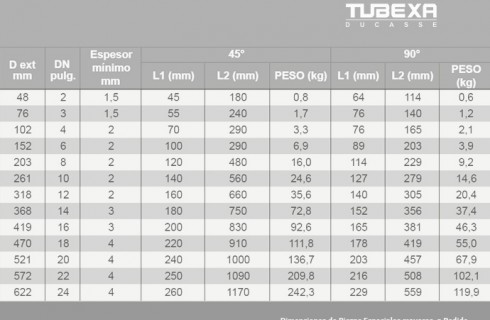 TUBEXA
DUCASSE
D ext mm DN pulg. Espesor mínimo mm 45° 90°
L1 (mm) L2 (mm) PESO (kg) L1 (mm) L2 (mm) PESO (kg)
48 2 1,5 45 180 0,8 64 114 0,6
76 3 1,5 55 240 1,7 76 140 1,2
102 4 2 70 290 3,3 76 165 2,1
152 6 2 100 290 6,9 89 203 3,9
203 8 2 120 480 16,0 114 229 9,2
261 10 2 140 560 24,6 127 279 14,6
318 12 2 160 660 35,6 140 305 20,4
368 14 3 180 750 72,8 152 356 37,4
419 16 3 200 830 92,6 165 381 46,3
470 18 4 220 910 111,8 178 419 55,0
521 20 4 240 1000 136,7 203 457 67,9
572 22 4 250 1090 209,8 216 508 102,1
622 24 4 260 1170 242,3 229 559 119,9